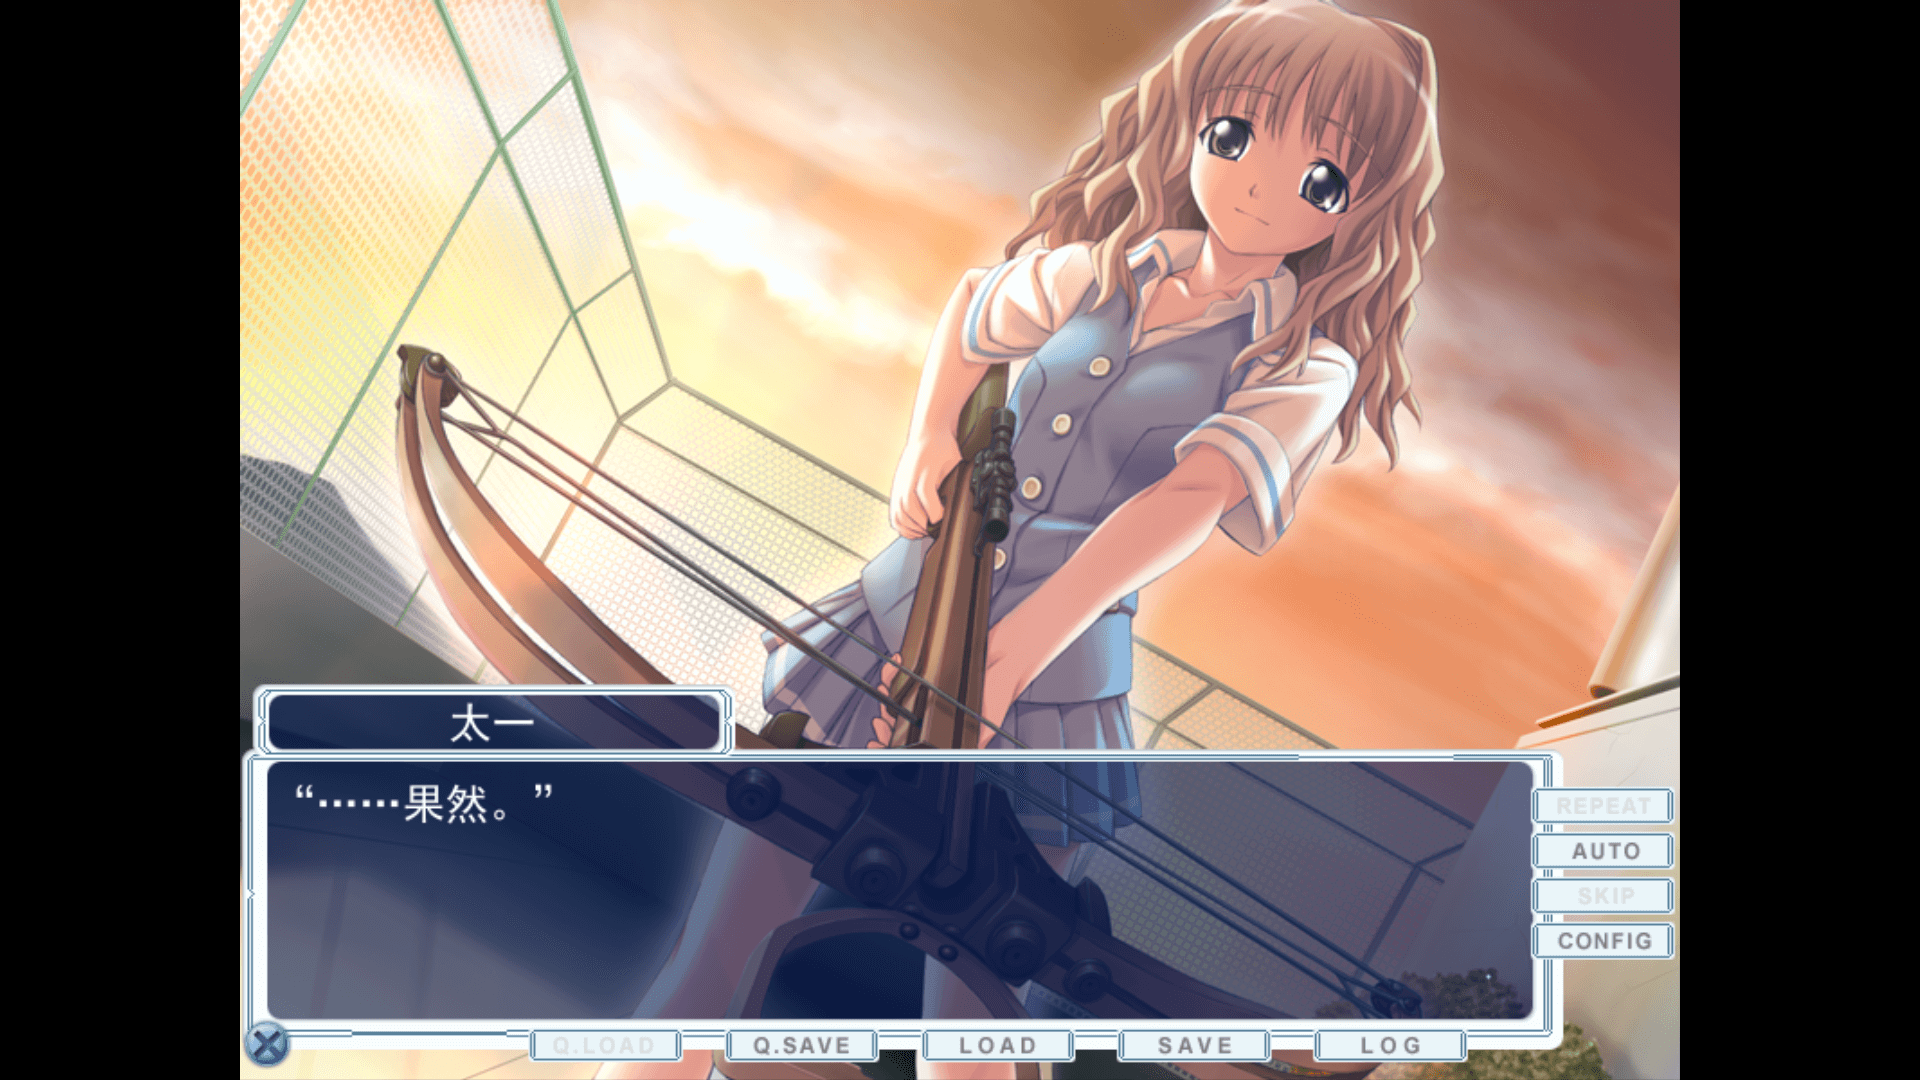 太一
“……果然。”
REPEAT
AUTO
SKIP
CONFIG
Q.LOAD
Q.SAVE
LOAD
SAVE
LOG